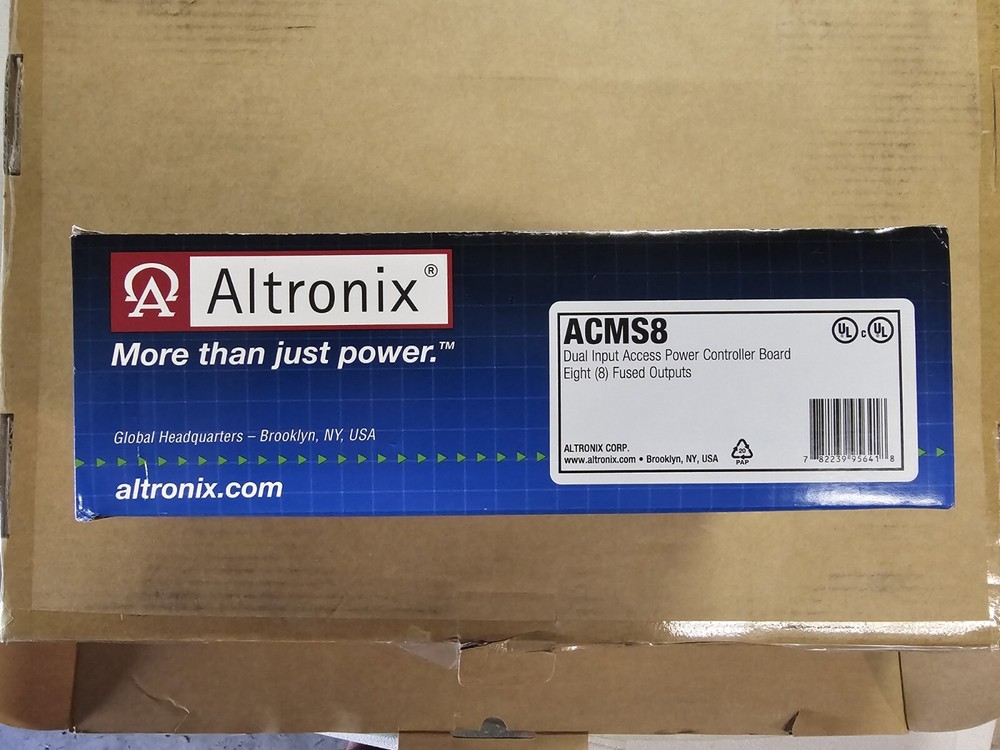 Altronix®
More than just power.™
Global Headquarters – Brooklyn, NY, USA
altronix.com
ACMS8
UL c UL
Dual Input Access Power Controller Board
Eight (8) Fused Outputs
ALTRONIX CORP.
www.altronix.com • Brooklyn, NY, USA
20
PAP
7 82239 95641 8